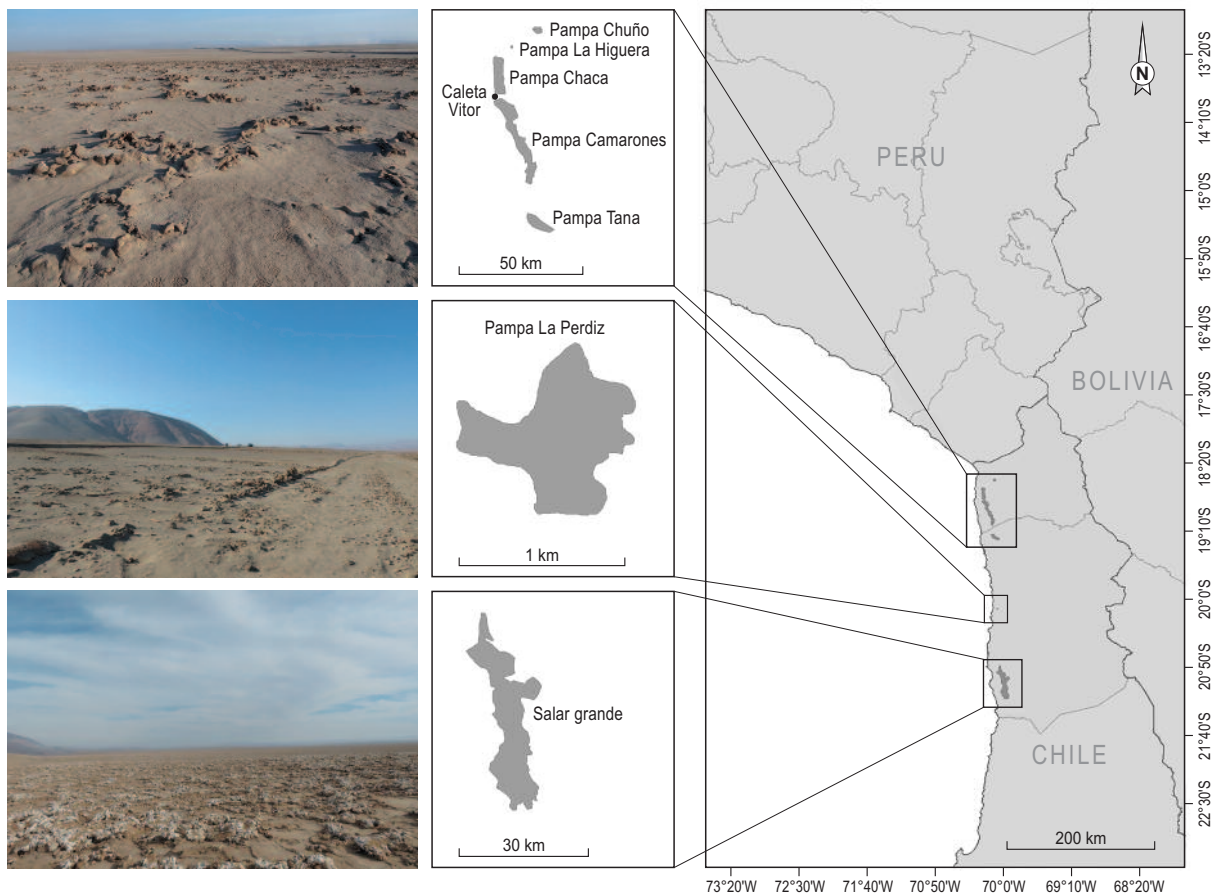 Pampa Chuño
Pampa La Higuera
Pampa Chaca
Caleta
Vitor
Pampa Camarones
Pampa Tana
50 km
Pampa La Perdiz
1 km
Salar grande
30 km
N
PERU
BOLIVIA
CHILE
200 km
13°20'S
14°10'S
15°0'S
15°50'S
16°40'S
17°30'S
18°20'S
19°10'S
20°0'S
20°50'S
21°40'S
22°30'S
73°20'W 72°30'W 71°40'W 70°50'W 70°0'W 69°10'W 68°20'W